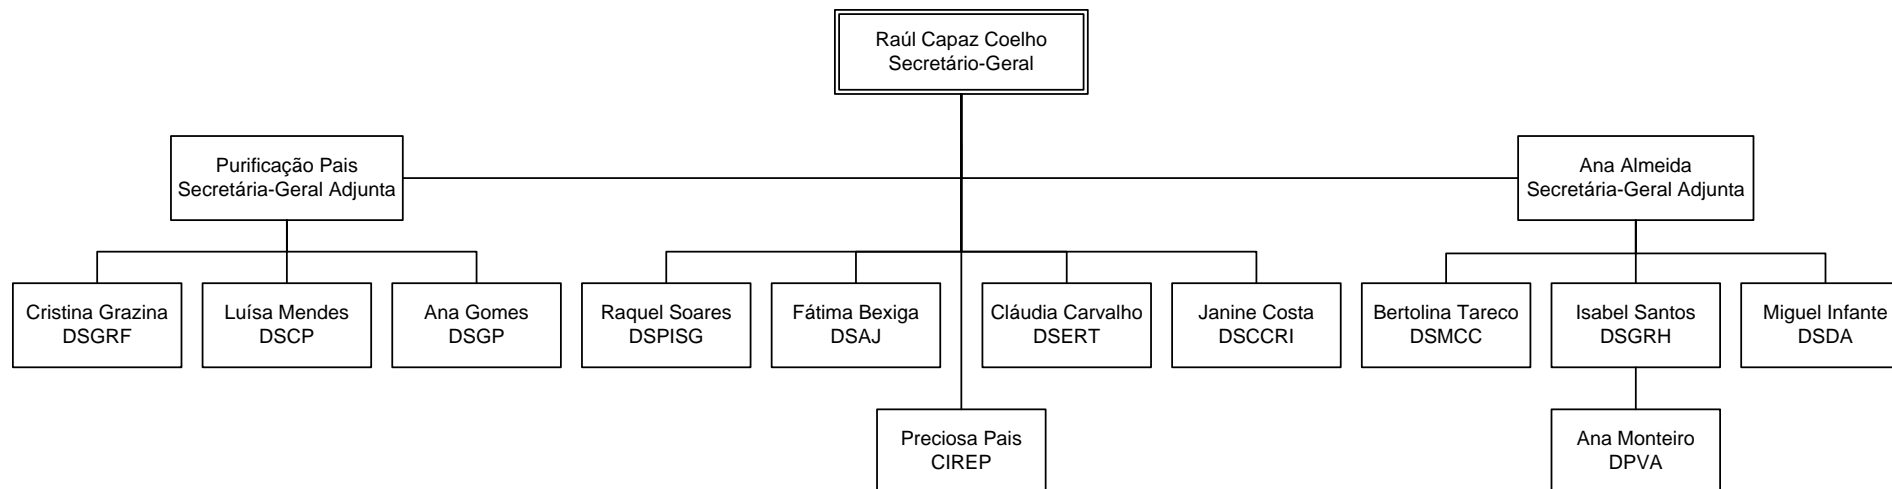 Raúl Capaz Coelho
Secretário-Geral
Purificação Pais
Secretária-Geral Adjunta
Ana Almeida
Secretária-Geral Adjunta
Cristina Grazina
DSGRF
Luísa Mendes
DSCP
Ana Gomes
DSGP
Raquel Soares
DSPISG
Fátima Bexiga
DSAJ
Cláudia Carvalho
DSERT
Janine Costa
DSCCRI
Bertolina Tareco
DSMCC
Isabel Santos
DSGRH
Miguel Infante
DSDA
Preciosa Pais
CIREP
Ana Monteiro
DPVA